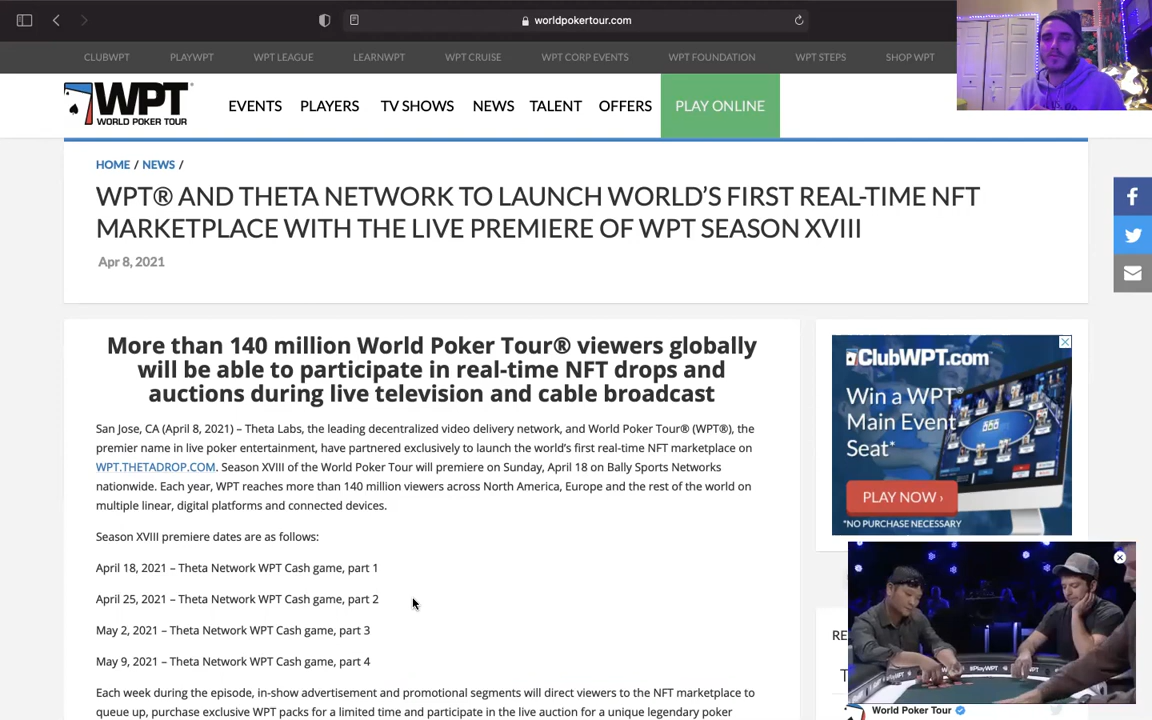 worldpokertour.com
CLUBWPT PLAYWPT WPT LEAGUE LEARNWPT WPT CRUISE WPT CORP EVENTS WPT FOUNDATION WPT STEPS SHOP WPT
WPT
WORLD POKER TOUR
EVENTS PLAYERS TV SHOWS NEWS TALENT OFFERS PLAY ONLINE
HOME / NEWS /
WPT® AND THETA NETWORK TO LAUNCH WORLD’S FIRST REAL-TIME NFT
MARKETPLACE WITH THE LIVE PREMIERE OF WPT SEASON XVIII
Apr 8, 2021
More than 140 million World Poker Tour® viewers globally
will be able to participate in real-time NFT drops and
auctions during live television and cable broadcast
San Jose, CA (April 8, 2021) – Theta Labs, the leading decentralized video delivery network, and World Poker Tour® (WPT®), the
premier name in live poker entertainment, have partnered exclusively to launch the world’s first real-time NFT marketplace on
WPT.THETADROP.COM. Season XVIII of the World Poker Tour will premiere on Sunday, April 18 on Bally Sports Networks
nationwide. Each year, WPT reaches more than 140 million viewers across North America, Europe and the rest of the world on
multiple linear, digital platforms and connected devices.
Season XVIII premiere dates are as follows:
April 18, 2021 – Theta Network WPT Cash game, part 1
April 25, 2021 – Theta Network WPT Cash game, part 2
May 2, 2021 – Theta Network WPT Cash game, part 3
May 9, 2021 – Theta Network WPT Cash game, part 4
Each week during the episode, in-show advertisement and promotional segments will direct viewers to the NFT marketplace to
queue up, purchase exclusive WPT packs for a limited time and participate in the live auction for a unique legendary poker
ClubWPT.com
Win a WPT®
Main Event
Seat*
PLAY NOW ›
*NO PURCHASE NECESSARY
RE
T
#PlayWPT
World Poker Tour